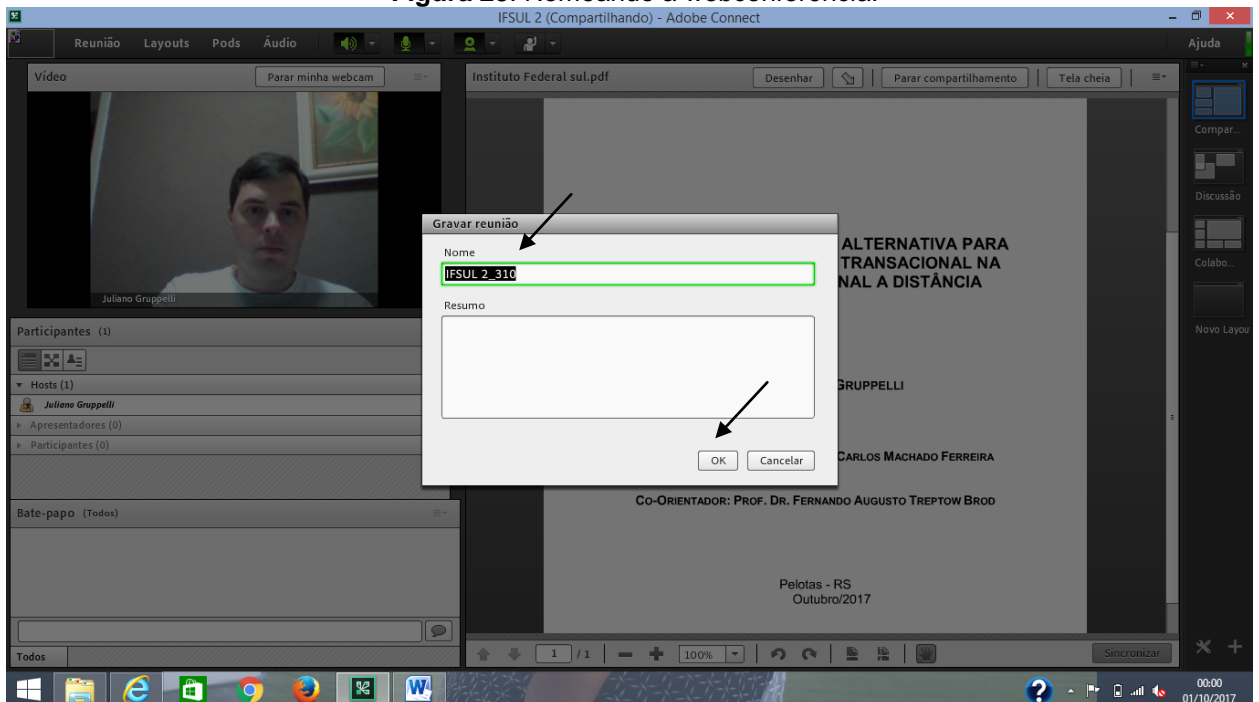 IFSUL 2 (Compartilhando) - Adobe Connect
Reunião Layouts Pods Áudio
Ajuda
Vídeo
Parar minha webcam
Juliano Gruppelli
Participantes (1)
Hosts (1)
Juliano Gruppelli
Apresentadores (0)
Participantes (0)
Bate-papo (Todos)
Todos
Instituto Federal sul.pdf
Desenhar
Parar compartilhamento
Tela cheia
Gravar reunião
Nome
IFSUL 2_310
Resumo
OK
Cancelar
ALTERNATIVA PARA
TRANSACIONAL NA
NAL A DISTÂNCIA
GRUPPELLI
CARLOS MACHADO FERREIRA
CO-ORIENTADOR: PROF. DR. FERNANDO AUGUSTO TREPTOW BROD
Pelotas - RS
Outubro/2017
1 / 1
100%
Sincronizar
Compar...
Discussão
Colabo...
Novo Layou
00:00
01/10/2017